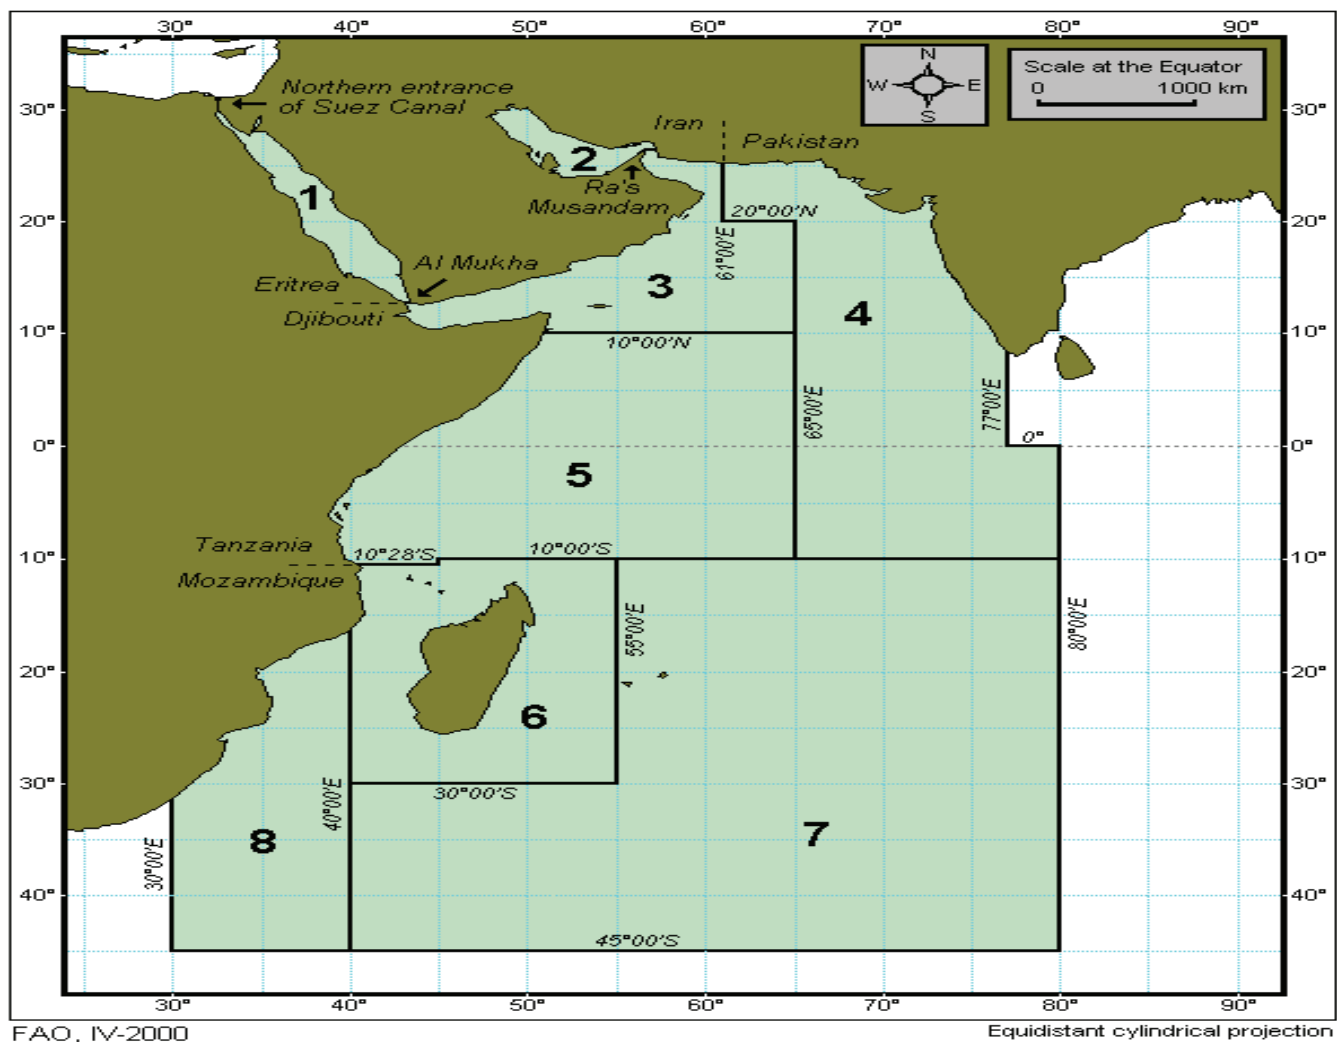 30° 40° 50° 60° 70° 80° 90°
N
W E
S
Scale at the Equator
0 1000 km
Northern entrance
of Suez Canal
30° 30°
Iran
Pakistan
2
1
Ra's
Musandam
20° 20°00'N 20°
61°00'E
Al Mukha
Eritrea
3
Djibouti
4
10° 10°00'N 10°
65°00'E
77°00'E
0° 0° 0°
5
Tanzania
10°28'S
10°00'S
10° 10°
Mozambique
55°00'E
80°00'E
20° 20°
6
30° 30°00'S 30°
40°00'E
8
7
30°00'E
40° 40°
45°00'S
30° 40° 50° 60° 70° 80° 90°
FAO, IV-2000
Equidistant cylindrical projection